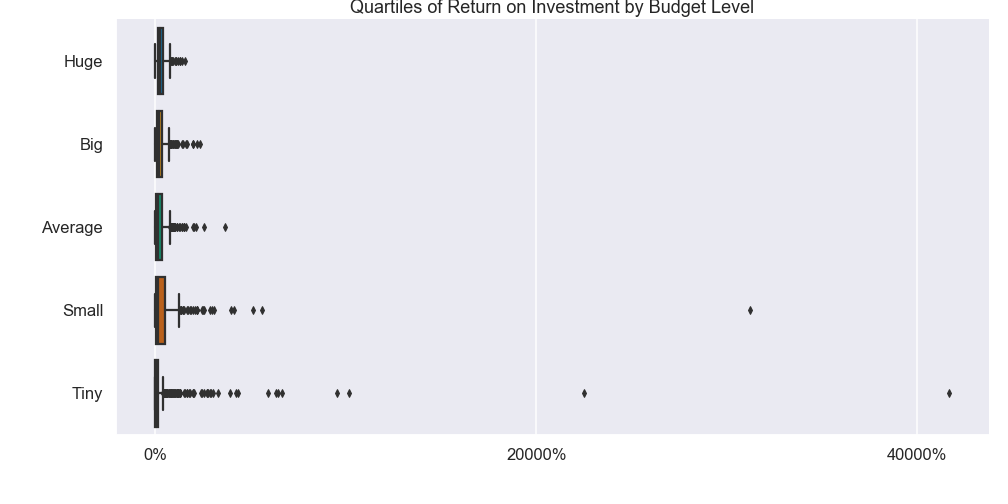 Quartiles of Return on Investment by Budget Level
Huge
Big
Average
Small
Tiny
0% 20000% 40000%